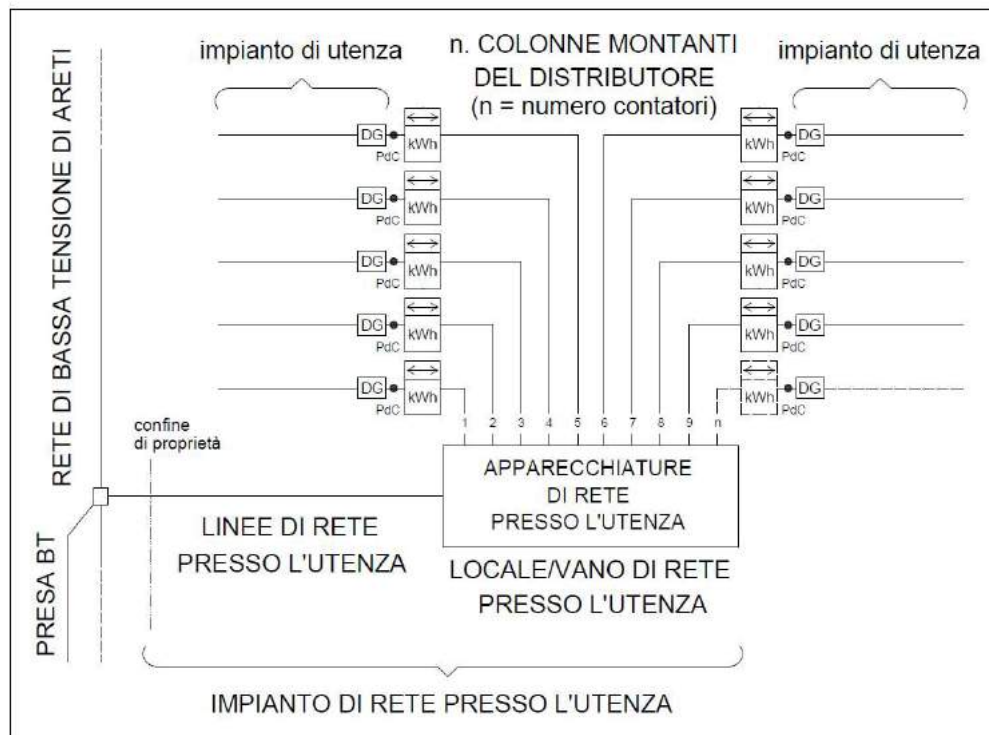 impianto di utenza
n. COLONNE MONTANTI
DEL DISTRIBUTORE
(n = numero contatori)
impianto di utenza
RETE DI BASSA TENSIONE DI ARETI
DG
PdC
kWh
kWh
PdC
DG
DG
PdC
kWh
kWh
PdC
DG
DG
PdC
kWh
kWh
PdC
DG
DG
PdC
kWh
kWh
PdC
DG
DG
PdC
kWh
kWh
PdC
DG
1 2 3 4 5 6 7 8 9 n
confine
di proprietà
APPARECCHIATURE
DI RETE
PRESSO L'UTENZA
LINEE DI RETE
PRESSO L'UTENZA
LOCALE/VANO DI RETE
PRESSO L'UTENZA
PRESA BT
IMPIANTO DI RETE PRESSO L'UTENZA